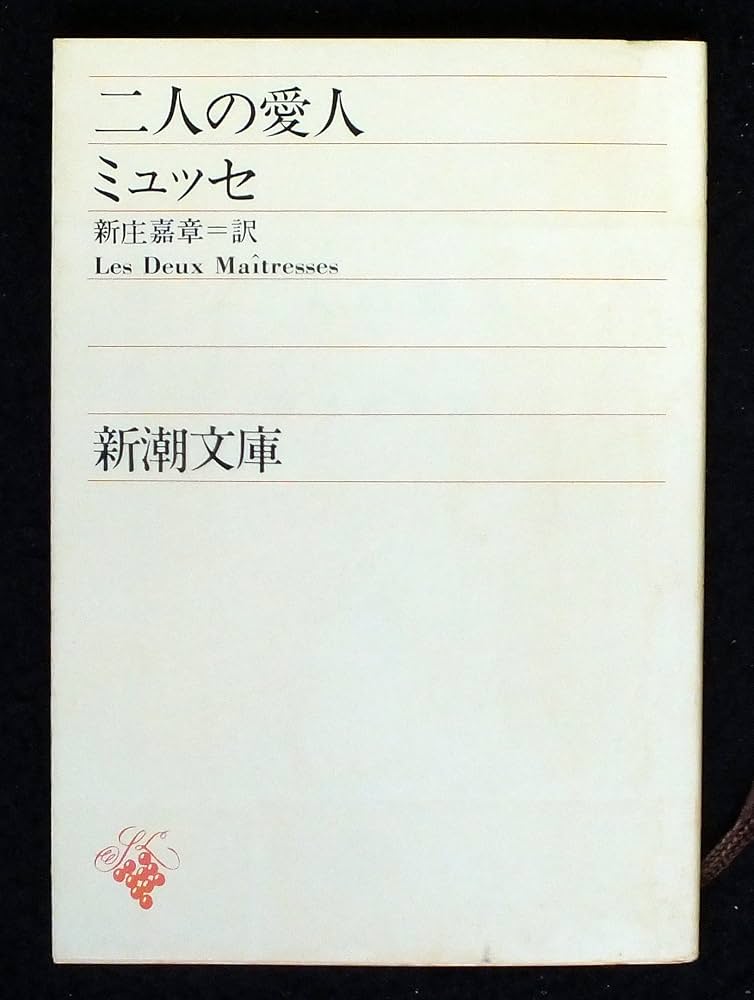 二人の愛人
ミュッセ
新庄嘉章=訳
Les Deux Maîtresses
新潮文庫